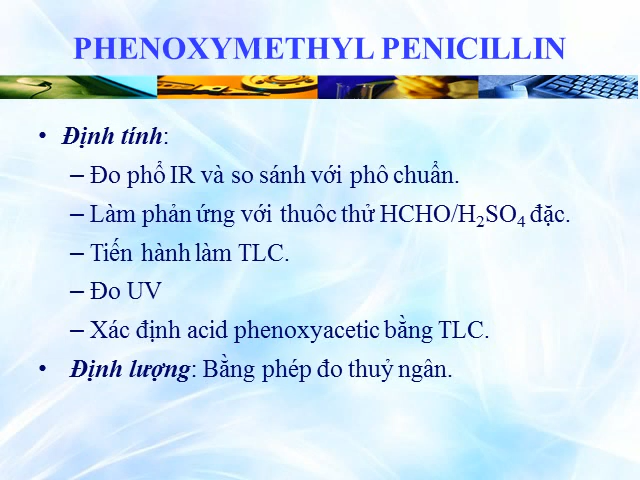 PHENOXYMETHYL PENICILLIN
• Định tính:
– Đo phổ IR và so sánh với phô chuẩn.
– Làm phản ứng với thuôc thử HCHO/H₂SO₄ đặc.
– Tiến hành làm TLC.
– Đo UV
– Xác định acid phenoxyacetic bằng TLC.
• Định lượng: Bằng phép đo thuỷ ngân.